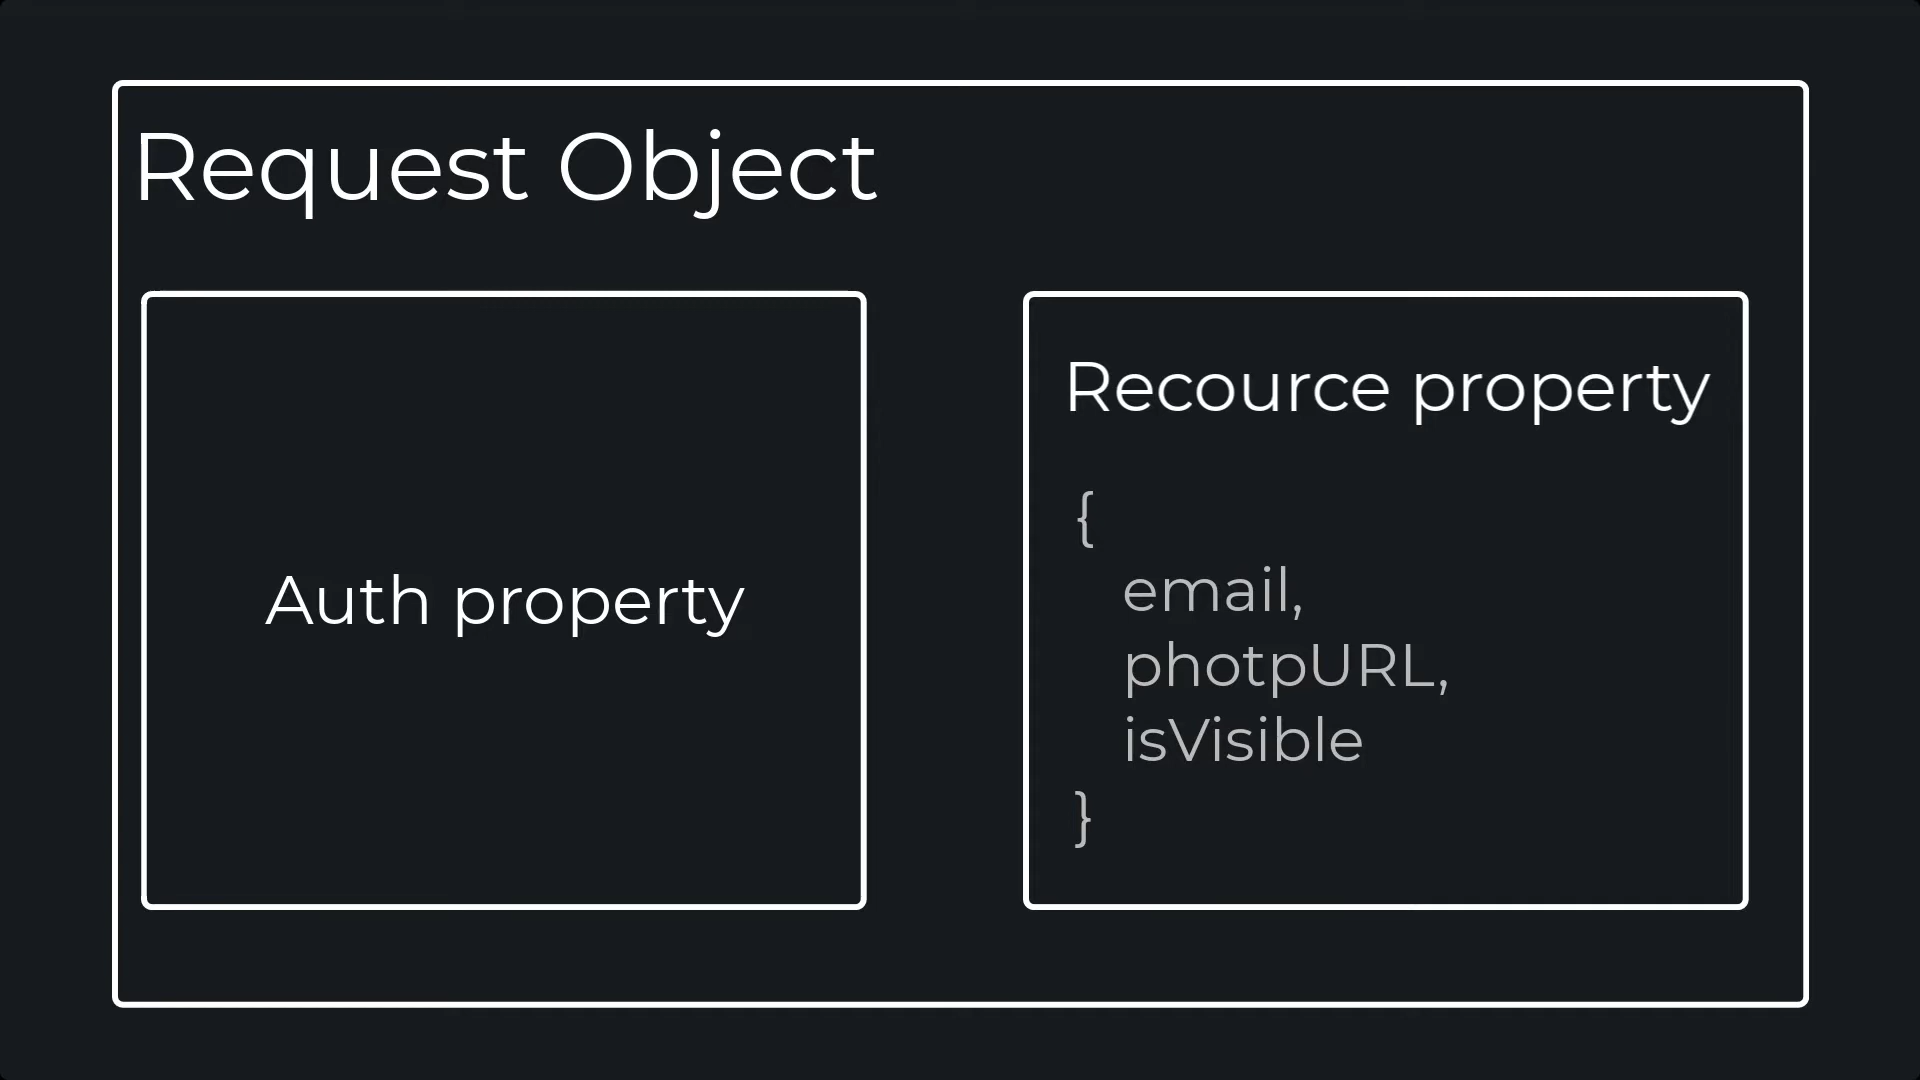 Request Object
Auth property
Recource property
{
email,
photpURL,
isVisible
}